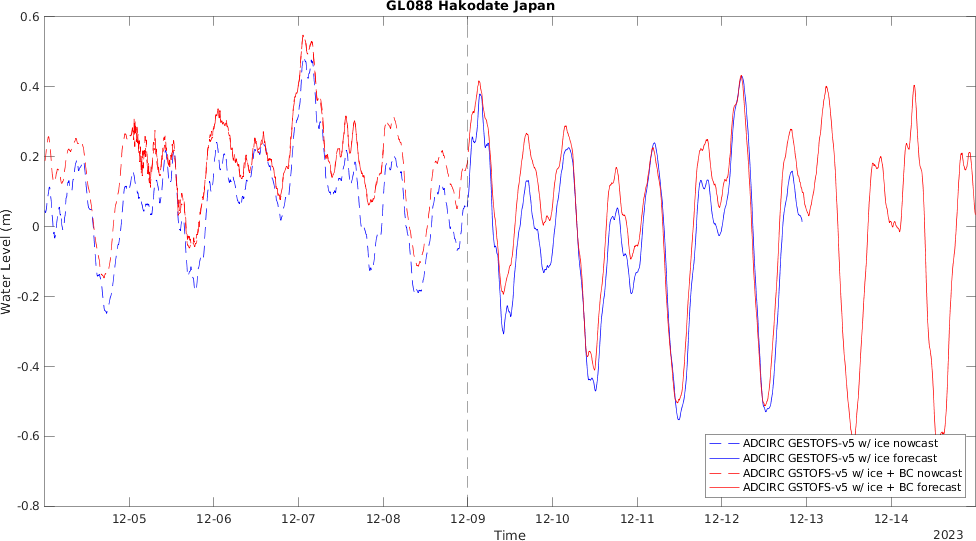 GL088 Hakodate Japan
0.6
0.4
0.2
0
-0.2
-0.4
-0.6
-0.8
Water Level (m)
ADCIRC GESTOFS-v5 w/ ice nowcast
ADCIRC GESTOFS-v5 w/ ice forecast
ADCIRC GSTOFS-v5 w/ ice + BC nowcast
ADCIRC GSTOFS-v5 w/ ice + BC forecast
12-05 12-06 12-07 12-08 12-09 12-10 12-11 12-12 12-13 12-14
Time
2023